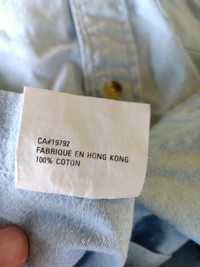 CA#19792
FABRIQUE EN HONG KONG
100% COTON